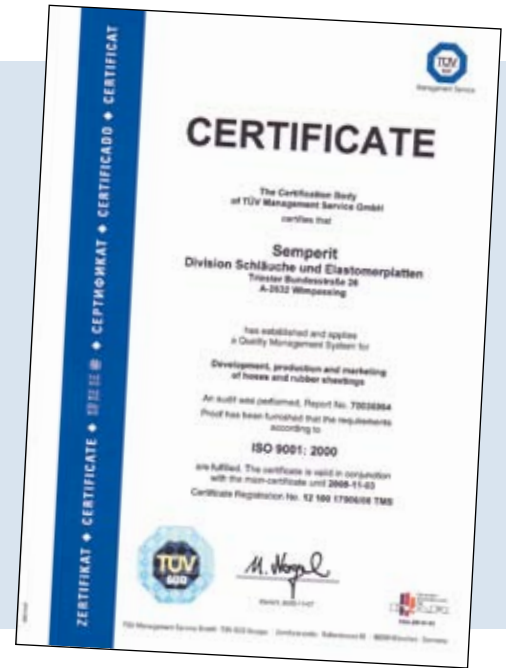 TÜV
SÜD
Management Service
CERTIFICATE
The Certification Body
of TÜV Management Service GmbH
certifies that
Semperit
Division Schläuche und Elastomerplatten
Triester Bundesstraße 26
A-2632 Wimpassing
has established and applies
a Quality Management System for
Development, production and marketing
of hoses and rubber sheetings
An audit was performed, Report No. 70036964
Proof has been furnished that the requirements
according to
ISO 9001: 2000
are fulfilled. The certificate is valid in conjunction
with the main-certificate until 2008-11-03
Certificate Registration No. 12 100 17906/08 TMS
TÜV
SÜD
ZERTIFIKAT ◆ CERTIFICATE ◆ ◆ СЕРТИФИКАТ ◆ CERTIFICADO ◆ CERTIFICAT